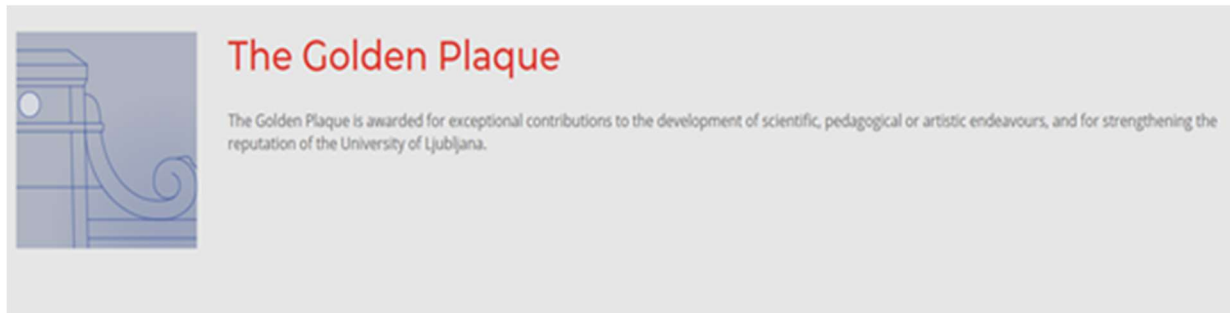 The Golden Plaque
The Golden Plaque is awarded for exceptional contributions to the development of scientific, pedagogical or artistic endeavours, and for strengthening the
reputation of the University of Ljubljana.